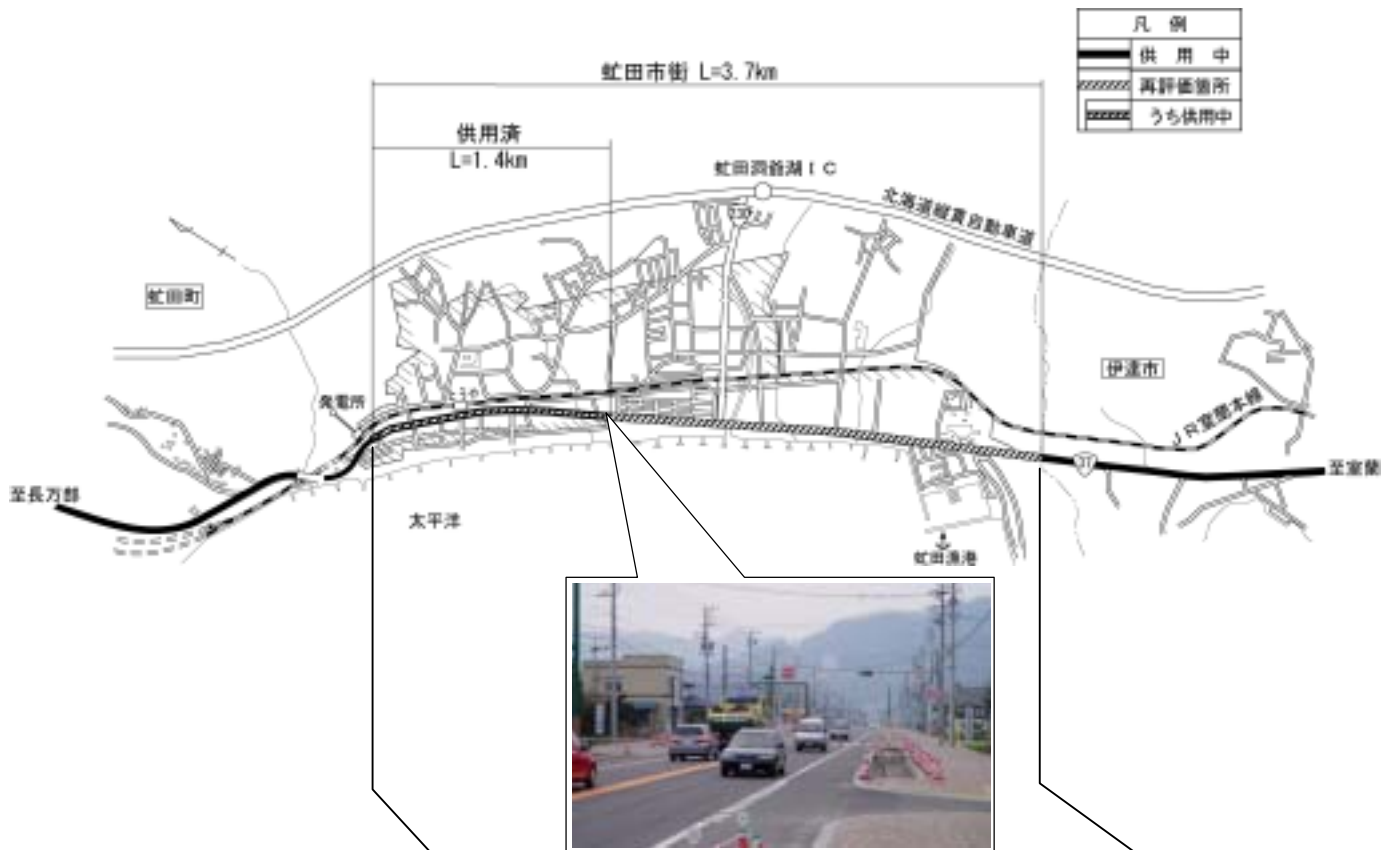 凡 例
供 用 中
再評価箇所
うち供用中
虻田市街 L=3.7km
供用済
L=1.4km
虻田洞爺湖IC
北海道縦貫自動車道
230
虻田町
伊達市
発電所
JR室蘭本線
37
至長万部
至室蘭
太平洋
虻田漁港